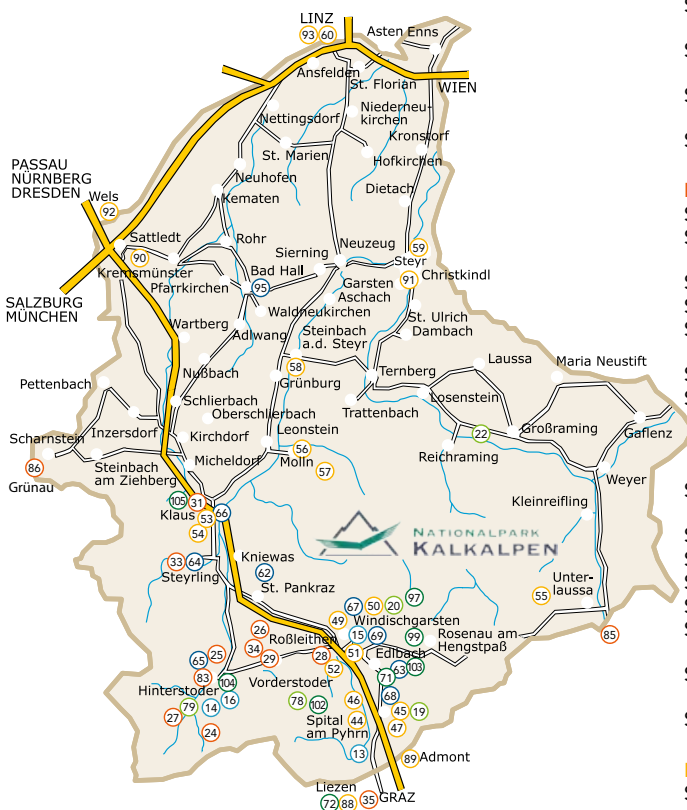 LINZ
93 60
Asten Enns
Ansfelden
St. Florian
WIEN
Nettingsdorf
Niederneu-
kirchen
Kronstorf
St. Marien
Hofkirchen
PASSAU
NÜRNBERG
DRESDEN
Neuhofen
Dietach
Wels
92
Kematen
Sattledt
Rohr
Sierning
Neuzeug
59
90
Steyr
Kremsmünster
Bad Hall
Garsten
91
Christkindl
Pfarrkirchen
95
Aschach
SALZBURG
MÜNCHEN
Waldneukirchen
St. Ulrich
Wartberg
Adlwang
Steinbach
a.d. Steyr
Dambach
Nußbach
58
Laussa
Maria Neustift
Pettenbach
Grünburg
Ternberg
Schlierbach
Trattenbach
Losenstein
Oberschlierbach
Inzersdorf
Leonstein
22
Großraming
Gaflenz
Scharnstein
Kirchdorf
56
Reichraming
86
Steinbach
am Ziehberg
Micheldorf
Molln
57
Weyer
Grünau
105 31
Kleinreifling
Klaus
53
66
54
NATIONALPARK
KALKALPEN
Kniewas
33 64
Steyrling
62
St. Pankraz
Unter-
laussa
55
67 50 20 97
49
Windischgarsten
26
15 69
99
Rosenau am
Hengstpaß
85
Roßleithen
34
25
65
29
28
51
Edlbach
52
63 103
71
83
104
Vorderstoder
68
Hinterstoder
16
78
102
46
79
14
45 19
27
Spital
am Pyhrn
44
47
24
13
89
Admont
Liezen
72 88 35
GRAZ